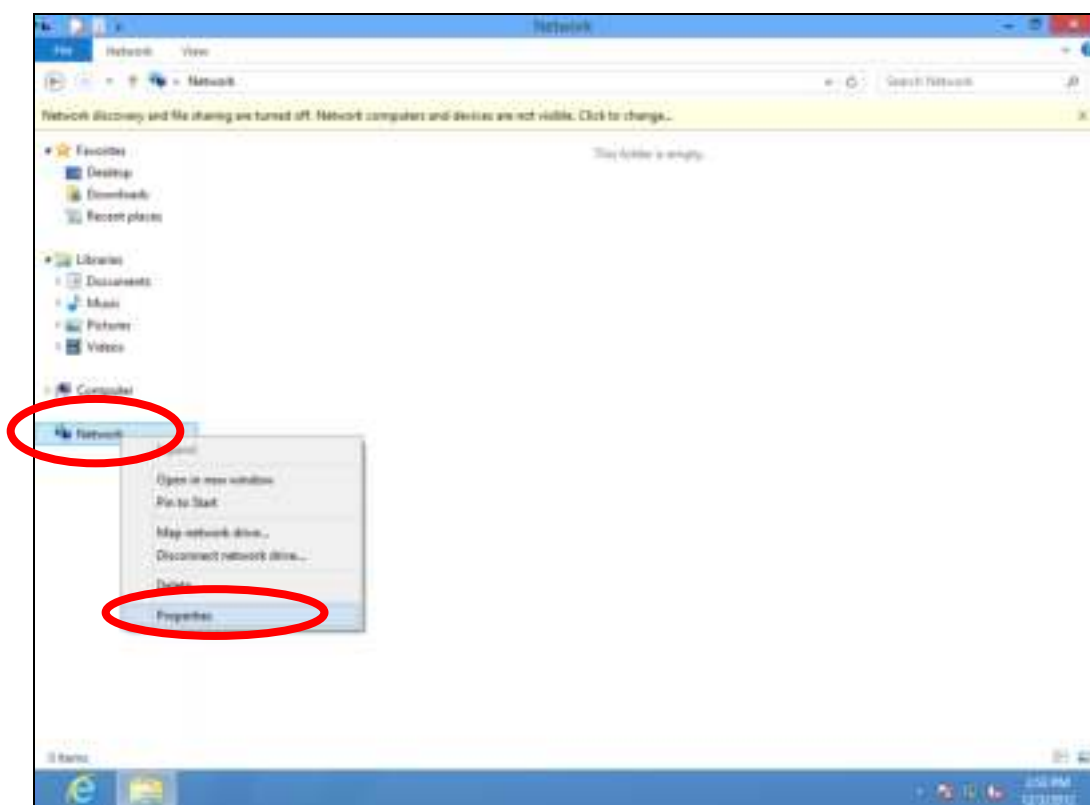 Network
File Network View
Network Search Network
Network discovery and file sharing are turned off. Network computers and devices are not visible. Click to change...
Favorites
This folder is empty.
Desktop
Downloads
Recent places
Libraries
Documents
Music
Pictures
Videos
Computer
Network
Open in new window
Pin to Start
Map network drive...
Disconnect network drive...
Delete
Properties
0 items